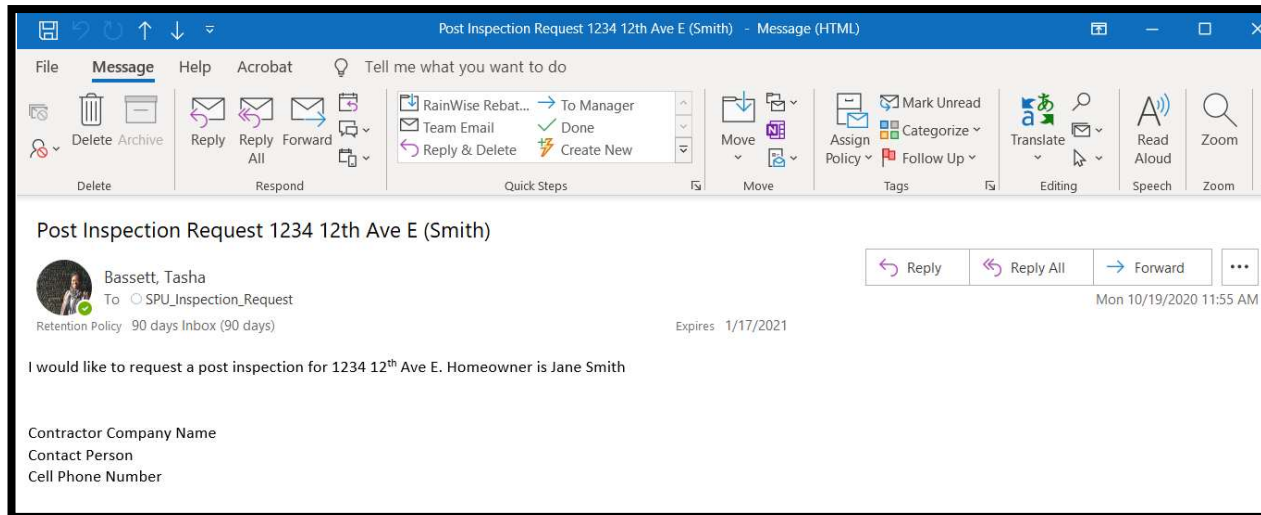 Post Inspection Request 1234 12th Ave E (Smith) - Message (HTML)
File Message Help Acrobat Tell me what you want to do
Delete Archive
Reply Reply All Forward
RainWise Rebat... To Manager
Team Email Done
Reply & Delete Create New
Move
Assign Policy
Mark Unread
Categorize
Follow Up
Translate
Read Aloud
Zoom
Delete Respond Quick Steps Move Tags Editing Speech Zoom
Post Inspection Request 1234 12th Ave E (Smith)
Bassett, Tasha
To SPU_Inspection_Request
Reply Reply All Forward
Mon 10/19/2020 11:55 AM
Retention Policy 90 days Inbox (90 days) Expires 1/17/2021
I would like to request a post inspection for 1234 12th Ave E. Homeowner is Jane Smith
Contractor Company Name
Contact Person
Cell Phone Number